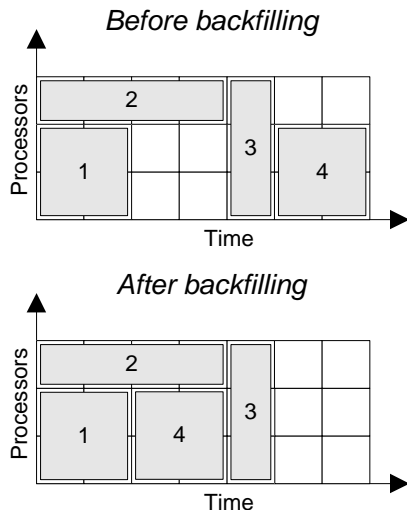 Before backfilling
Processors
2
1
3
4
Time
After backfilling
Processors
2
1
4
3
Time